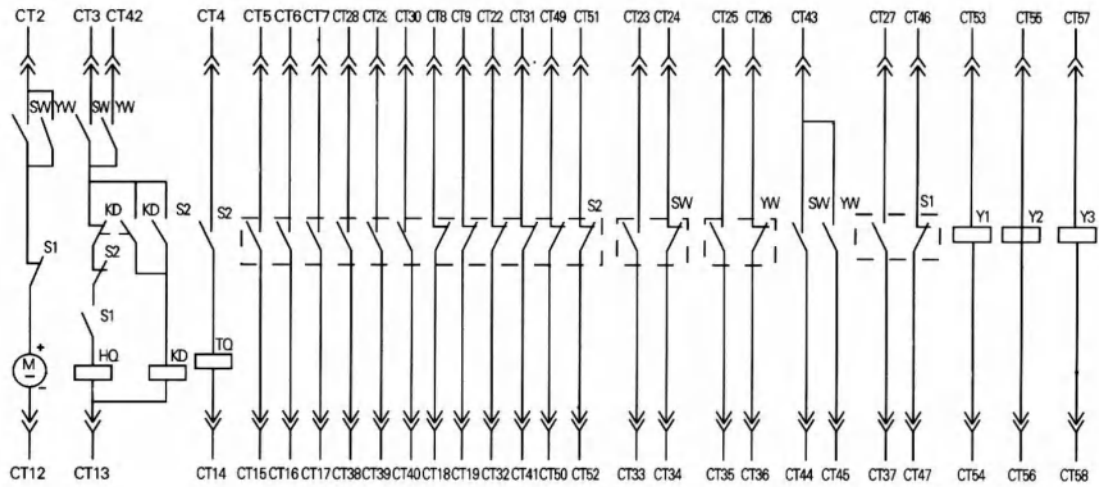 CT2 CT3 CT42 CT4 CT5 CT6 CT7 CT28 CT29 CT30 CT8 CT9 CT22 CT31 CT49 CT51 CT23 CT24 CT25 CT26 CT43 CT27 CT46 CT53 CT55 CT57
SW YW SW YW
KD KD S2 S2 S2 SW YW SW YW S1 Y1 Y2 Y3
S1 S2
S1
+ M − − HQ KD TQ
CT12 CT13 CT14 CT15 CT16 CT17 CT38 CT39 CT40 CT18 CT19 CT32 CT41 CT50 CT52 CT33 CT34 CT35 CT36 CT44 CT45 CT37 CT47 CT54 CT56 CT58